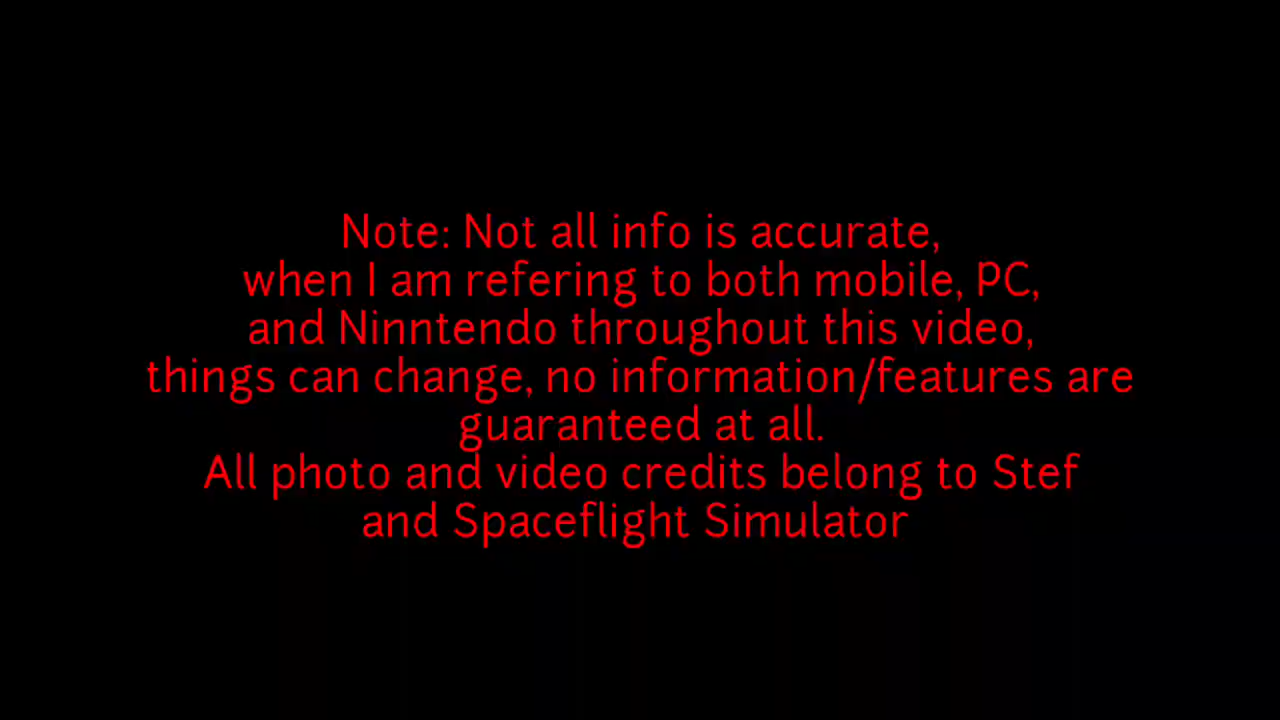 Note: Not all info is accurate,
when I am refering to both mobile, PC,
and Ninntendo throughout this video,
things can change, no information/features are
guaranteed at all.
All photo and video credits belong to Stef
and Spaceflight Simulator